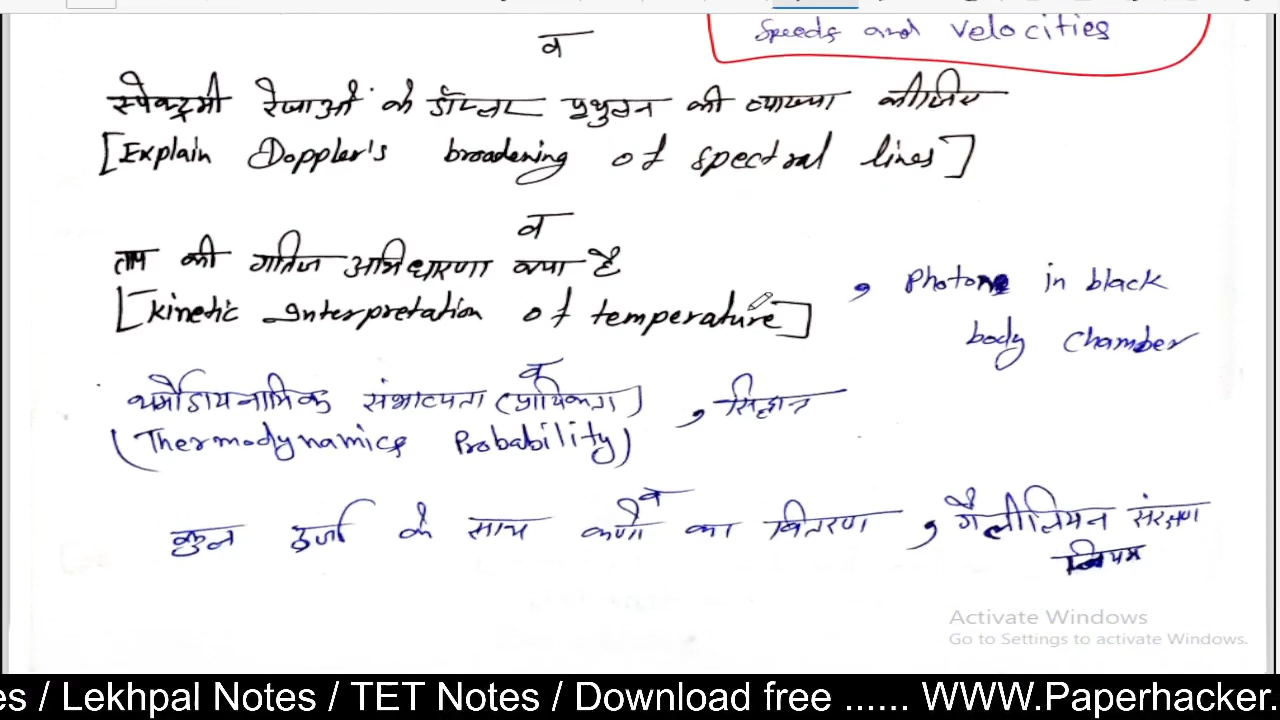 Speeds and velocities
व
स्पेक्ट्रमी रेखाओं के डॉप्लर प्रथुलन की व्याख्या कीजिए
[Explain Doppler's broadening of spectral lines]
व
ताप की गतिज अभिधारणा क्या है
[kinetic Interpretation of temperature]
, Photons in black
body chamber
व
थर्मोडायनामिक संभाव्यता (प्रायिकता) , सिद्धान्त
(Thermodynamics Probability)
व
कुल ऊर्जा के साथ कणों का वितरण , गैलीलियन संरक्षण
नियम
Activate Windows
Go to Settings to activate Windows.
es / Lekhpal Notes / TET Notes / Download free ...... WWW.Paperhacker.